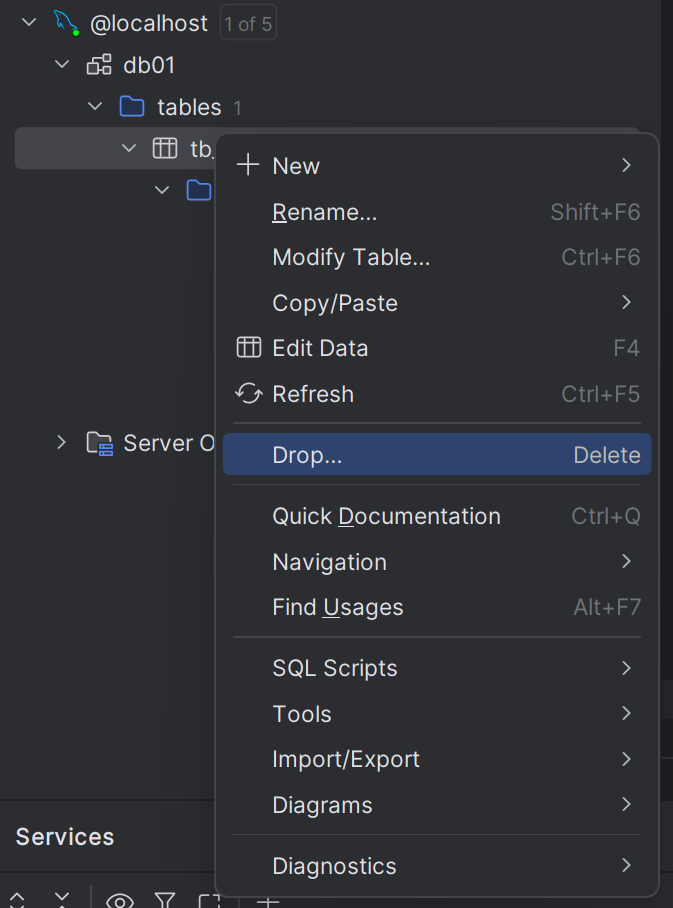 @localhost 1 of 5
db01
tables 1
tb_
New
Rename... Shift+F6
Modify Table... Ctrl+F6
Copy/Paste
Edit Data F4
Refresh Ctrl+F5
Server O
Drop... Delete
Quick Documentation Ctrl+Q
Navigation
Find Usages Alt+F7
SQL Scripts
Tools
Import/Export
Diagrams
Services
Diagnostics